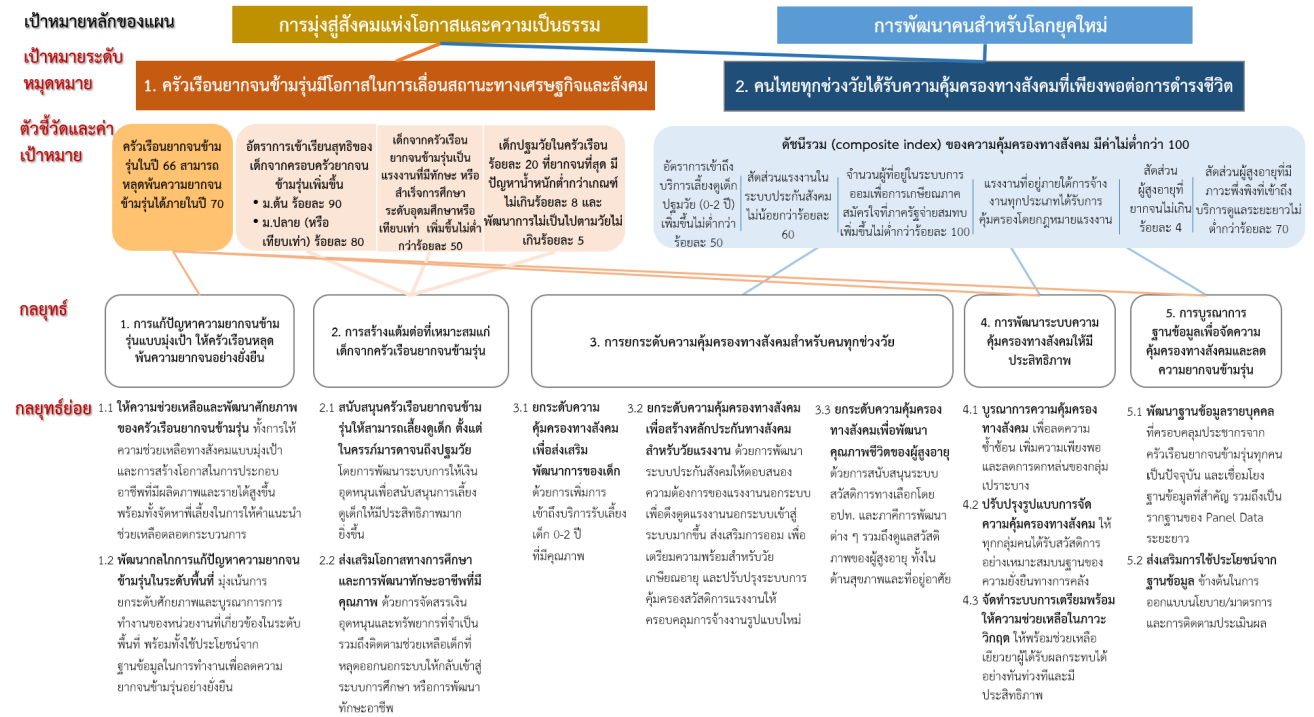 เป้าหมายหลักของแผน
การมุ่งสู่สังคมแห่งโอกาสและความเป็นธรรม
การพัฒนาคนสำหรับโลกยุคใหม่
เป้าหมายระดับ
หมุดหมาย
1. ครัวเรือนยากจนข้ามรุ่นมีโอกาสในการเลื่อนสถานะทางเศรษฐกิจและสังคม
2. คนไทยทุกช่วงวัยได้รับความคุ้มครองทางสังคมที่เพียงพอต่อการดำรงชีวิต
ตัวชี้วัดและค่า
เป้าหมาย
ครัวเรือนยากจนข้าม
รุ่นในปี 66 สามารถ
หลุดพ้นความยากจน
ข้ามรุ่นได้ภายในปี 70
อัตราการเข้าเรียนสุทธิของ
เด็กจากครอบครัวยากจน
ข้ามรุ่นเพิ่มขึ้น
• ม.ต้น ร้อยละ 90
• ม.ปลาย (หรือ
เทียบเท่า) ร้อยละ 80
เด็กจากครัวเรือน
ยากจนข้ามรุ่นเป็น
แรงงานที่มีทักษะ หรือ
สำเร็จการศึกษา
ระดับอุดมศึกษาหรือ
เทียบเท่า เพิ่มขึ้นไม่ต่ำ
กว่าร้อยละ 50
เด็กปฐมวัยในครัวเรือน
ร้อยละ 20 ที่ยากจนที่สุด มี
ปัญหาน้ำหนักต่ำกว่าเกณฑ์
ไม่เกินร้อยละ 8 และ
พัฒนาการไม่เป็นไปตามวัยไม่
เกินร้อยละ 5
ดัชนีรวม (composite index) ของความคุ้มครองทางสังคม มีค่าไม่ต่ำกว่า 100
อัตราการเข้าถึง
บริการเลี้ยงดูเด็ก
ปฐมวัย (0-2 ปี)
เพิ่มขึ้นไม่ต่ำกว่า
ร้อยละ 50
สัดส่วนแรงงานใน
ระบบประกันสังคม
ไม่น้อยกว่าร้อยละ
60
จำนวนผู้ที่อยู่ในระบบการ
ออมเพื่อการเกษียณภาค
สมัครใจที่ภาครัฐจ่ายสมทบ
เพิ่มขึ้นไม่ต่ำกว่าร้อยละ 100
แรงงานที่อยู่ภายใต้การจ้าง
งานทุกประเภทได้รับการ
คุ้มครองโดยกฎหมายแรงงาน
สัดส่วน
ผู้สูงอายุที่
ยากจนไม่เกิน
ร้อยละ 4
สัดส่วนผู้สูงอายุที่มี
ภาวะพึ่งพิงที่เข้าถึง
บริการดูแลระยะยาวไม่
ต่ำกว่าร้อยละ 70
กลยุทธ์
1. การแก้ปัญหาความยากจนข้าม
รุ่นแบบมุ่งเป้า ให้ครัวเรือนหลุด
พ้นความยากจนอย่างยั่งยืน
2. การสร้างแต้มต่อที่เหมาะสมแก่
เด็กจากครัวเรือนยากจนข้ามรุ่น
3. การยกระดับความคุ้มครองทางสังคมสำหรับคนทุกช่วงวัย
4. การพัฒนาระบบความ
คุ้มครองทางสังคมให้มี
ประสิทธิภาพ
5. การบูรณาการ
ฐานข้อมูลเพื่อจัดความ
คุ้มครองทางสังคมและลด
ความยากจนข้ามรุ่น
กลยุทธ์ย่อย
1.1 ให้ความช่วยเหลือและพัฒนาศักยภาพ
ของครัวเรือนยากจนข้ามรุ่น ทั้งการให้
ความช่วยเหลือทางสังคมแบบมุ่งเป้า
และการสร้างโอกาสในการประกอบ
อาชีพที่มีผลิตภาพและรายได้สูงขึ้น
พร้อมทั้งจัดหาพี่เลี้ยงในการให้คำแนะนำ
ช่วยเหลือตลอดกระบวนการ
1.2 พัฒนากลไกการแก้ปัญหาความยากจน
ข้ามรุ่นในระดับพื้นที่ มุ่งเน้นการ
ยกระดับศักยภาพและบูรณาการการ
ทำงานของหน่วยงานที่เกี่ยวข้องในระดับ
พื้นที่ พร้อมทั้งใช้ประโยชน์จาก
ฐานข้อมูลในการทำงานเพื่อลดความ
ยากจนข้ามรุ่นอย่างยั่งยืน
2.1 สนับสนุนครัวเรือนยากจนข้าม
รุ่นให้สามารถเลี้ยงดูเด็ก ตั้งแต่
ในครรภ์มารดาจนถึงปฐมวัย
โดยการพัฒนาระบบการให้เงิน
อุดหนุนเพื่อสนับสนุนการเลี้ยง
ดูเด็กให้มีประสิทธิภาพมาก
ยิ่งขึ้น
2.2 ส่งเสริมโอกาสทางการศึกษา
และการพัฒนาทักษะอาชีพที่มี
คุณภาพ ด้วยการจัดสรรเงิน
อุดหนุนและทรัพยากรที่จำเป็น
รวมถึงติดตามช่วยเหลือเด็กที่
หลุดออกนอกระบบให้กลับเข้าสู่
ระบบการศึกษา หรือการพัฒนา
ทักษะอาชีพ
3.1 ยกระดับความ
คุ้มครองทางสังคม
เพื่อส่งเสริม
พัฒนาการของเด็ก
ด้วยการเพิ่มการ
เข้าถึงบริการรับเลี้ยง
เด็ก 0-2 ปี
ที่มีคุณภาพ
3.2 ยกระดับความคุ้มครองทางสังคม
เพื่อสร้างหลักประกันทางสังคม
สำหรับวัยแรงงาน ด้วยการพัฒนา
ระบบประกันสังคมให้ตอบสนอง
ความต้องการของแรงงานนอกระบบ
เพื่อดึงดูดแรงงานนอกระบบเข้าสู่
ระบบมากขึ้น ส่งเสริมการออม เพื่อ
เตรียมความพร้อมสำหรับวัย
เกษียณอายุ และปรับปรุงระบบการ
คุ้มครองสวัสดิการแรงงานให้
ครอบคลุมการจ้างงานรูปแบบใหม่
3.3 ยกระดับความคุ้มครอง
ทางสังคมเพื่อพัฒนา
คุณภาพชีวิตของผู้สูงอายุ
ด้วยการสนับสนุนระบบ
สวัสดิการทางเลือกโดย
อปท. และภาคีการพัฒนา
ต่าง ๆ รวมถึงดูแลสวัสดิ
ภาพของผู้สูงอายุ ทั้งใน
ด้านสุขภาพและที่อยู่อาศัย
4.1 บูรณาการความคุ้มครอง
ทางสังคม เพื่อลดความ
ซ้ำซ้อน เพิ่มความเพียงพอ
และลดการตกหล่นของกลุ่ม
เปราะบาง
4.2 ปรับปรุงรูปแบบการจัด
ความคุ้มครองทางสังคม ให้
ทุกกลุ่มคนได้รับสวัสดิการ
อย่างเหมาะสมบนฐานของ
ความยั่งยืนทางการคลัง
4.3 จัดทำระบบการเตรียมพร้อม
ให้ความช่วยเหลือในภาวะ
วิกฤต ให้พร้อมช่วยเหลือ
เยียวยาผู้ได้รับผลกระทบได้
อย่างทันท่วงทีและมี
ประสิทธิภาพ
5.1 พัฒนาฐานข้อมูลรายบุคคล
ที่ครอบคลุมประชากรจาก
ครัวเรือนยากจนข้ามรุ่นทุกคน
เป็นปัจจุบัน และเชื่อมโยง
ฐานข้อมูลที่สำคัญ รวมถึงเป็น
รากฐานของ Panel Data
ระยะยาว
5.2 ส่งเสริมการใช้ประโยชน์จาก
ฐานข้อมูล ข้างต้นในการ
ออกแบบนโยบาย/มาตรการ
และการติดตามประเมินผล